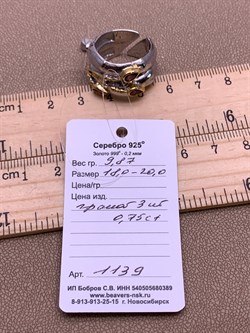 Серебро 925°
Золото 999° - 0,2 мкм
Вес гр. 9,87
Размер 18,0-20,0
Цена/гр
Цена изд.
гранат 3 шт
0,75 ct
Арт. 1139
ИП Бобров С.В. ИНН 540505687040
www.beavers-nsk.ru
8-913-913-25-15 г. Новосибирск